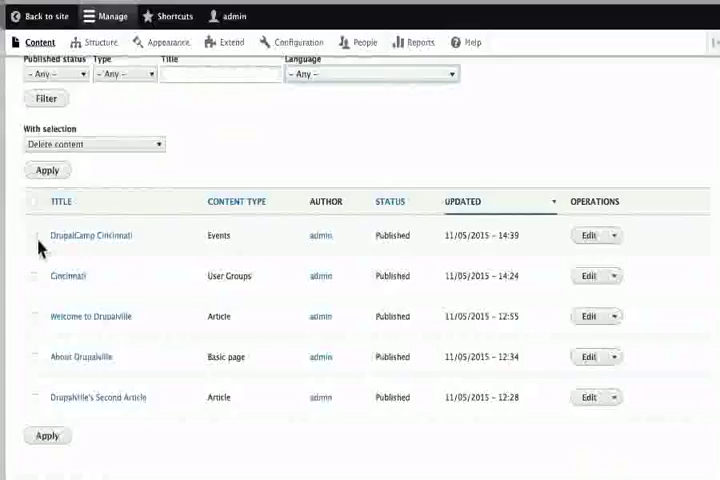 Back to site Manage Shortcuts admin
Content Structure Appearance Extend Configuration People Reports Help
Published status Type Title Language
- Any - - Any - - Any -
Filter
With selection
Delete content
Apply
TITLE CONTENT TYPE AUTHOR STATUS UPDATED OPERATIONS
DrupalCamp Cincinnati Events admin Published 11/05/2015 - 14:39 Edit
Cincinnati User Groups admin Published 11/05/2015 - 14:24 Edit
Welcome to Drupalville Article admin Published 11/05/2015 - 12:55 Edit
About Drupalville Basic page admin Published 11/05/2015 - 12:34 Edit
Drupalville's Second Article Article admin Published 11/05/2015 - 12:28 Edit
Apply